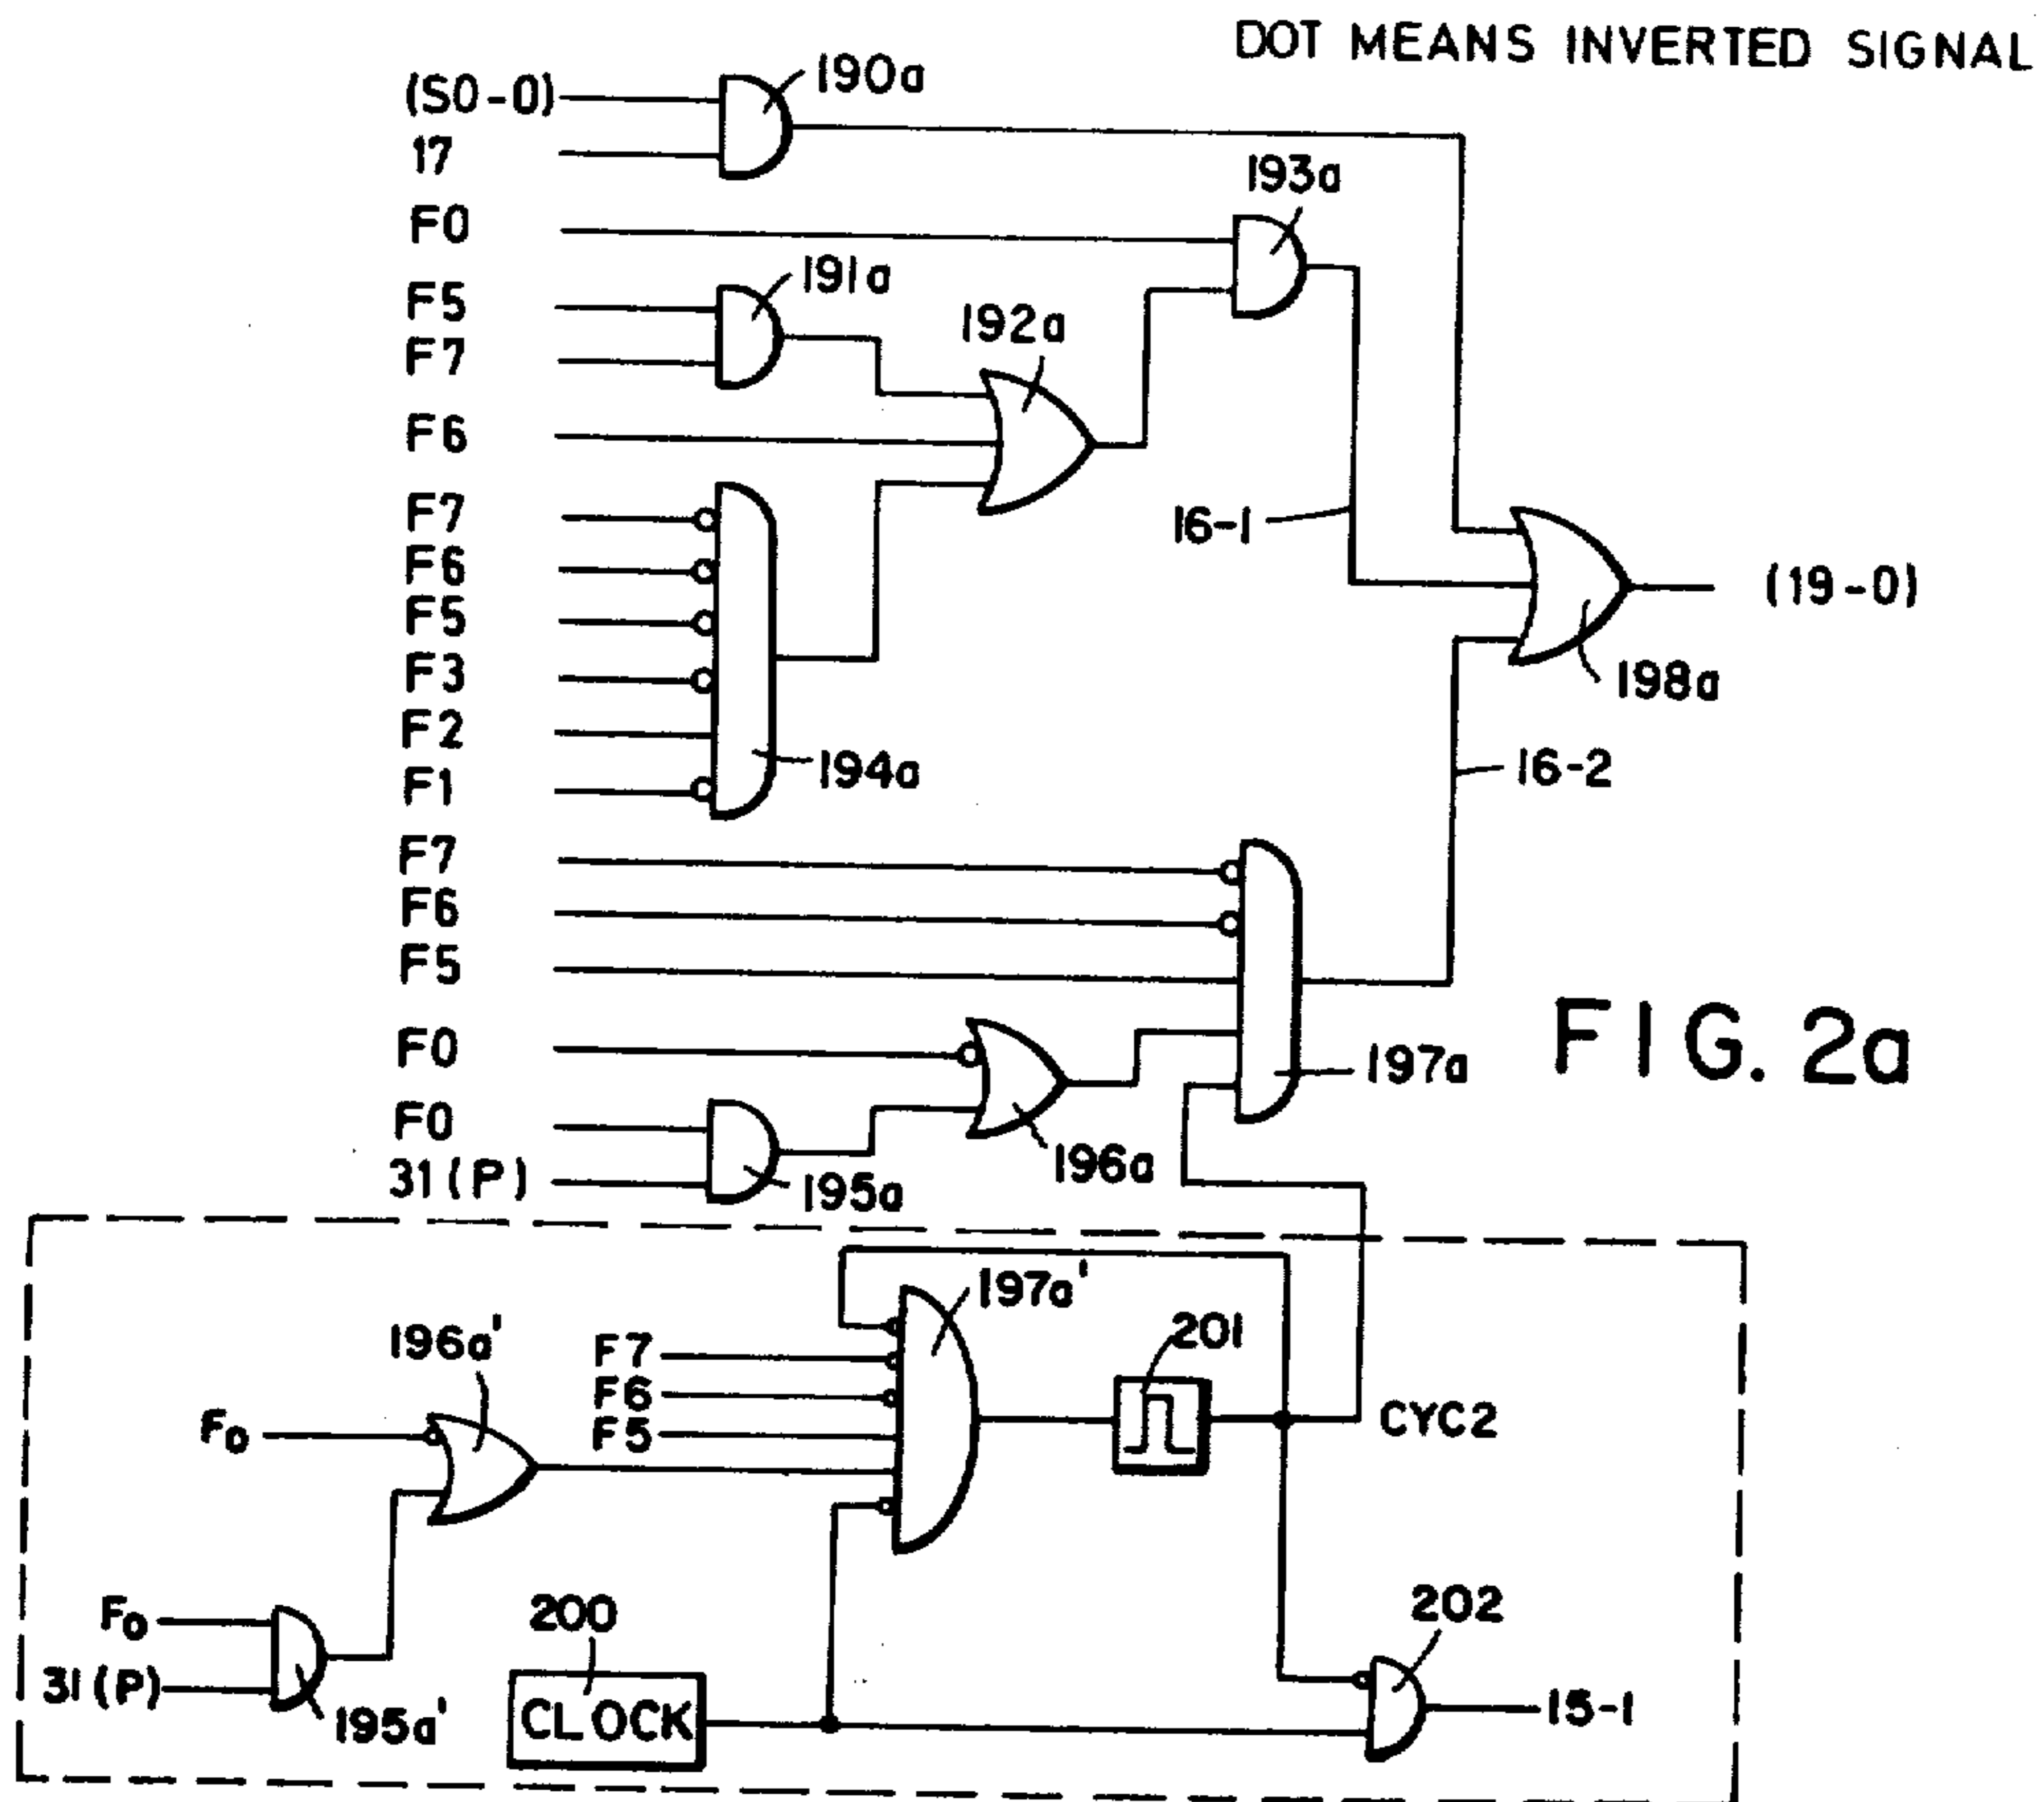 DOT MEANS INVERTED SIGNAL
(S0-0)
190a
17
193a
F0
191a
F5
192a
F7
F6
F7
16-1
F6
(19-0)
F5
F3
198a
F2
16-2
194a
F1
F7
F6
F5
FIG. 2a
F0
197a
F0
196a
31(P)
195a
197a'
201
196a'
F7
F6
F0
F5
CYC2
200
202
F0
31(P)
15-1
195a'
CLOCK